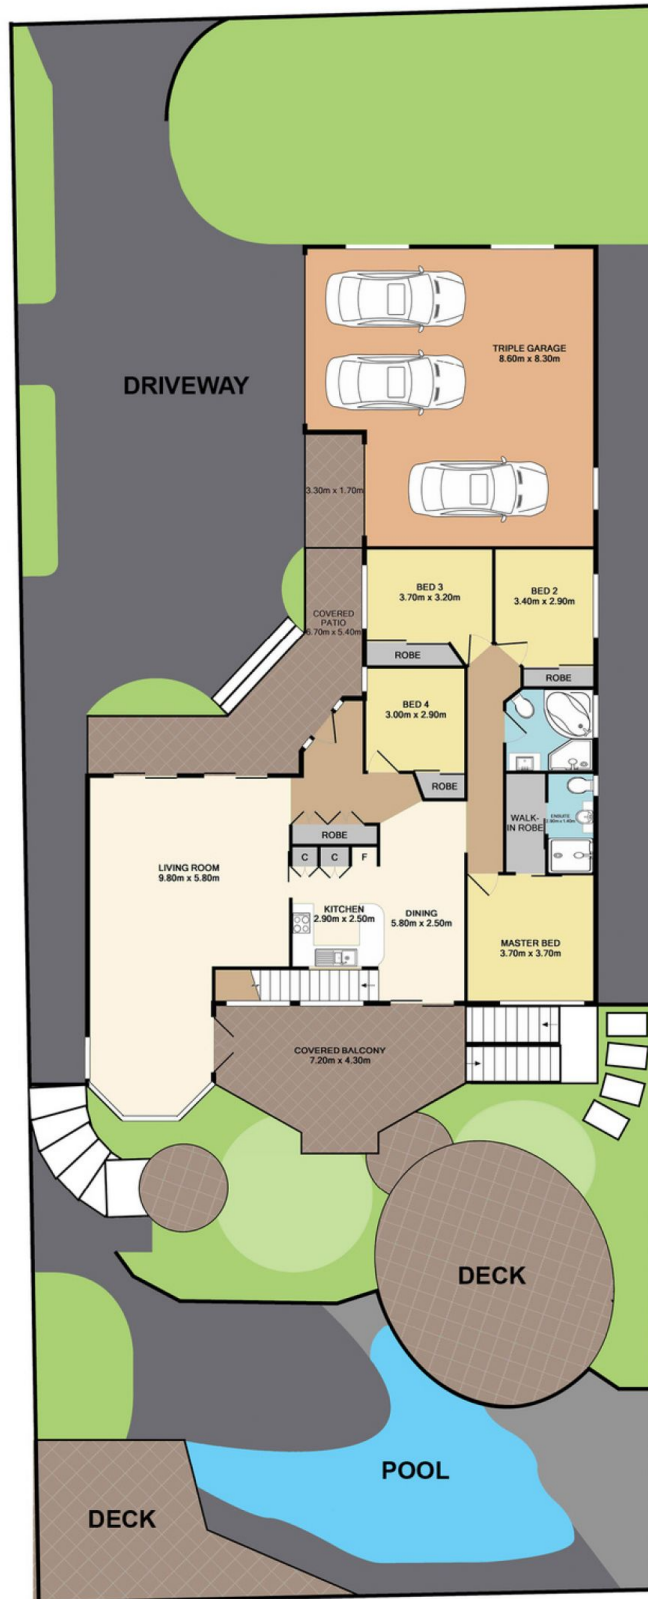 TRIPLE GARAGE
8.60m x 8.30m
DRIVEWAY
3.30m x 1.70m
BED 3
3.70m x 3.20m
BED 2
3.40m x 2.90m
COVERED
PATIO
6.70m x 5.40m
ROBE
ROBE
BED 4
3.00m x 2.90m
ROBE
WALK-
IN ROBE
ENSUITE
ROBE
C
C
F
LIVING ROOM
9.80m x 5.80m
KITCHEN
2.90m x 2.50m
DINING
5.80m x 2.50m
MASTER BED
3.70m x 3.70m
COVERED BALCONY
7.20m x 4.30m
DECK
POOL
DECK